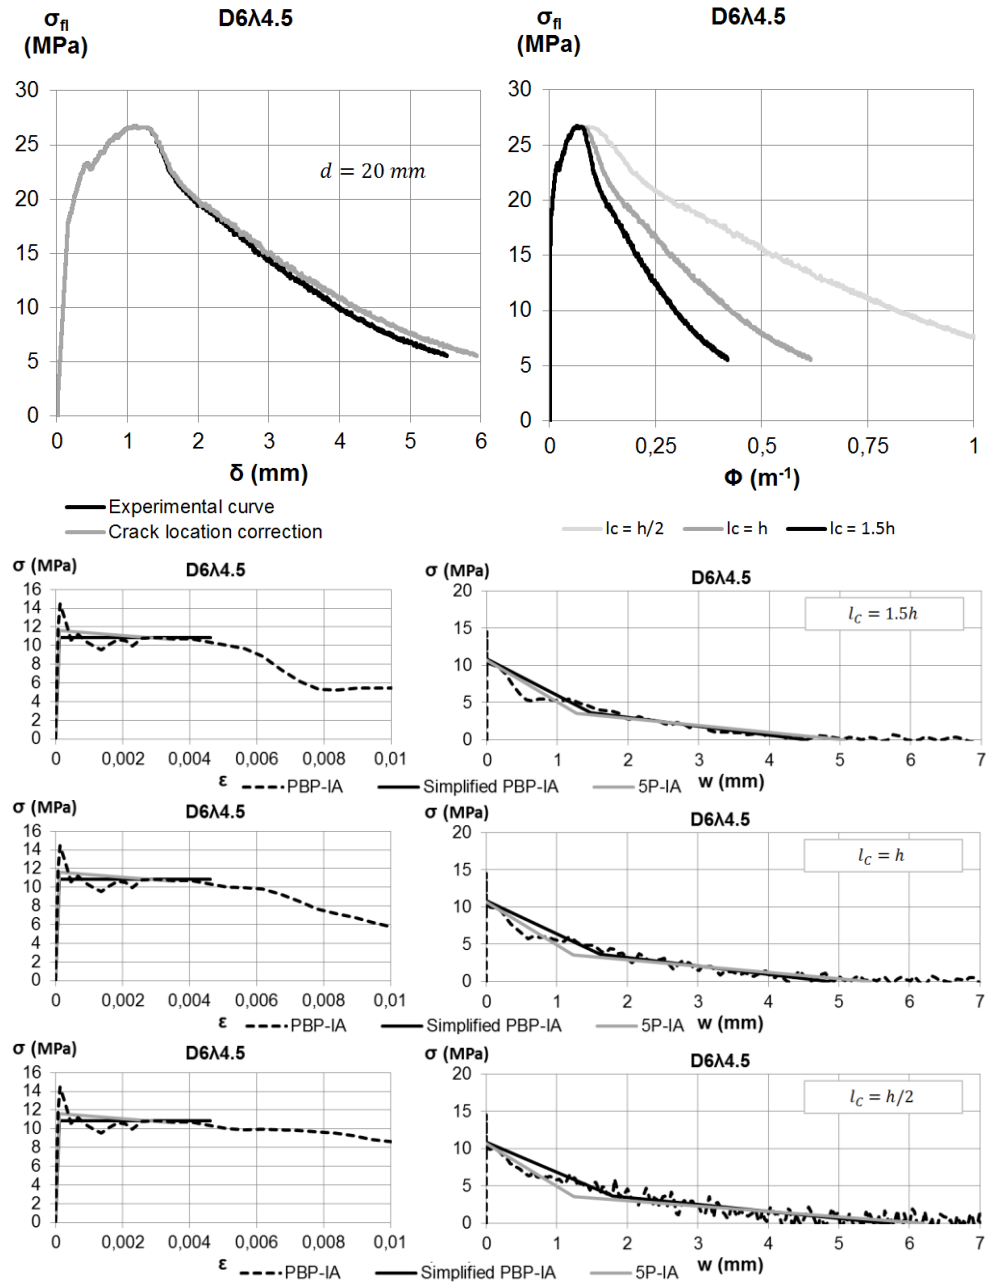 σfl
(MPa)
D6λ4.5
30
25
20
15
10
5
0
d = 20 mm
0 1 2 3 4 5 6
δ (mm)
Experimental curve
Crack location correction
σfl
(MPa)
D6λ4.5
30
25
20
15
10
5
0
0 0,25 0,5 0,75 1
Φ (m-1)
lc = h/2 lc = h lc = 1.5h
σ (MPa)
D6λ4.5
16
14
12
10
8
6
4
2
0
0 0,002 0,004 0,006 0,008 0,01
ε
PBP-IA Simplified PBP-IA 5P-IA
σ (MPa)
D6λ4.5
20
15
10
5
0
lC = 1.5h
0 1 2 3 4 5 6 7
w (mm)
σ (MPa)
D6λ4.5
16
14
12
10
8
6
4
2
0
0 0,002 0,004 0,006 0,008 0,01
ε
PBP-IA Simplified PBP-IA 5P-IA
σ (MPa)
D6λ4.5
20
15
10
5
0
lC = h
0 1 2 3 4 5 6 7
w (mm)
σ (MPa)
D6λ4.5
16
14
12
10
8
6
4
2
0
0 0,002 0,004 0,006 0,008 0,01
ε
PBP-IA Simplified PBP-IA 5P-IA
σ (MPa)
D6λ4.5
20
15
10
5
0
lC = h/2
0 1 2 3 4 5 6 7
w (mm)